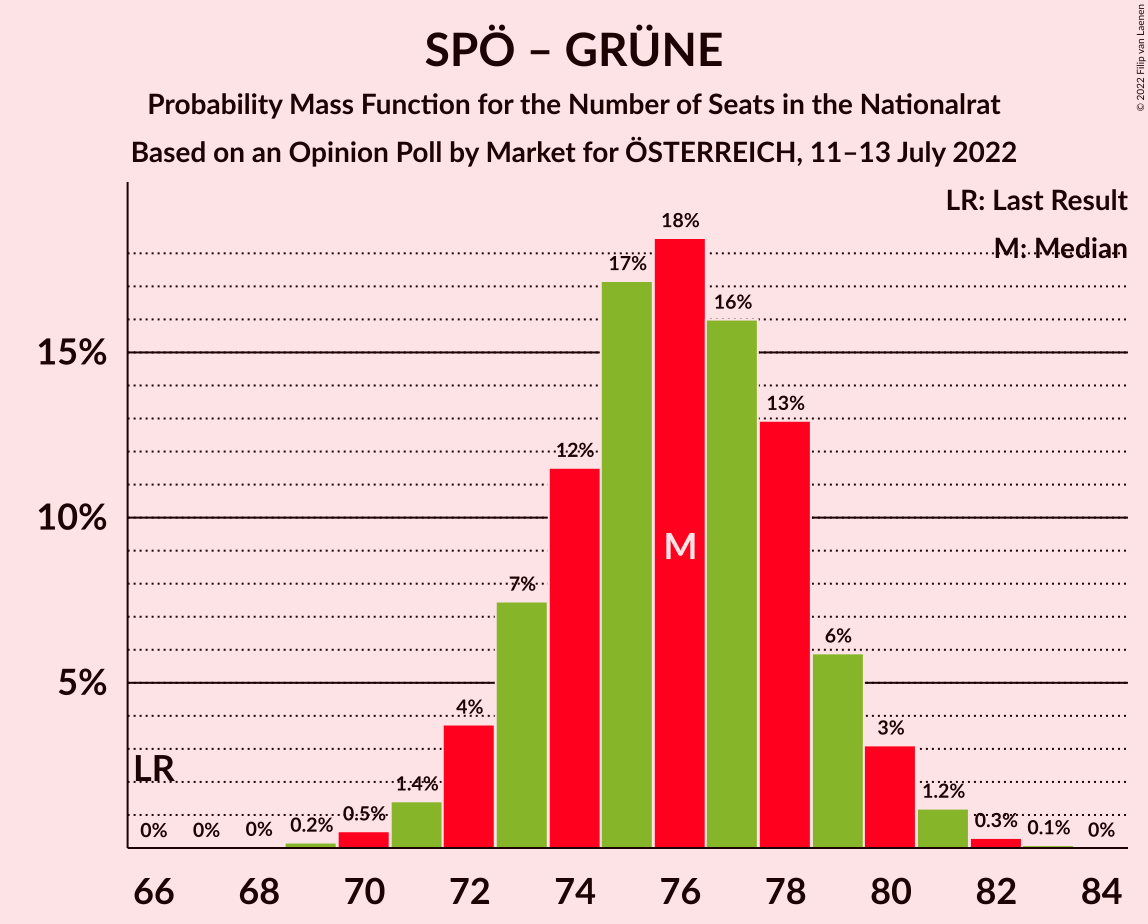 SPÖ – GRÜNE
Probability Mass Function for the Number of Seats in the Nationalrat
Based on an Opinion Poll by Market for ÖSTERREICH, 11–13 July 2022
© 2022 Filip van Laenen
LR: Last Result
M: Median
15%
10%
5%
LR
M
0%
0%
0%
0.2%
0.5%
1.4%
4%
7%
12%
17%
18%
16%
13%
6%
3%
1.2%
0.3%
0.1%
0%
66 68 70 72 74 76 78 80 82 84